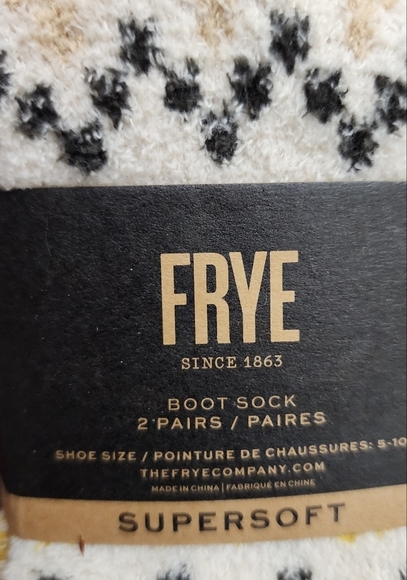 FRYE
SINCE 1863
BOOT SOCK
2 PAIRS / PAIRES
SHOE SIZE / POINTURE DE CHAUSSURES: 5-10
THEFRYECOMPANY.COM
MADE IN CHINA | FABRIQUÉ EN CHINE
SUPERSOFT